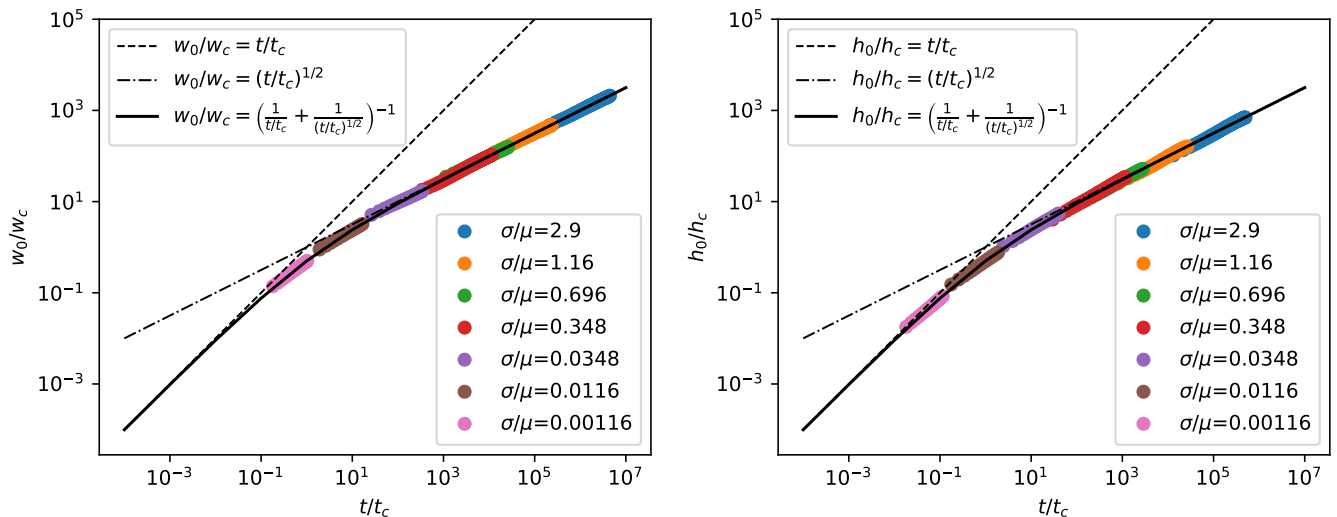 w_0/w_c = t/t_c
w_0/w_c = (t/t_c)^{1/2}
w_0/w_c = (\frac{1}{t/t_c} + \frac{1}{(t/t_c)^{1/2}})^{-1}
10^5
10^3
10^1
10^{-1}
10^{-3}
w_0/w_c
σ/μ=2.9
σ/μ=1.16
σ/μ=0.696
σ/μ=0.348
σ/μ=0.0348
σ/μ=0.0116
σ/μ=0.00116
10^{-3} 10^{-1} 10^1 10^3 10^5 10^7
t/t_c
h_0/h_c = t/t_c
h_0/h_c = (t/t_c)^{1/2}
h_0/h_c = (\frac{1}{t/t_c} + \frac{1}{(t/t_c)^{1/2}})^{-1}
10^5
10^3
10^1
10^{-1}
10^{-3}
h_0/h_c
σ/μ=2.9
σ/μ=1.16
σ/μ=0.696
σ/μ=0.348
σ/μ=0.0348
σ/μ=0.0116
σ/μ=0.00116
10^{-3} 10^{-1} 10^1 10^3 10^5 10^7
t/t_c